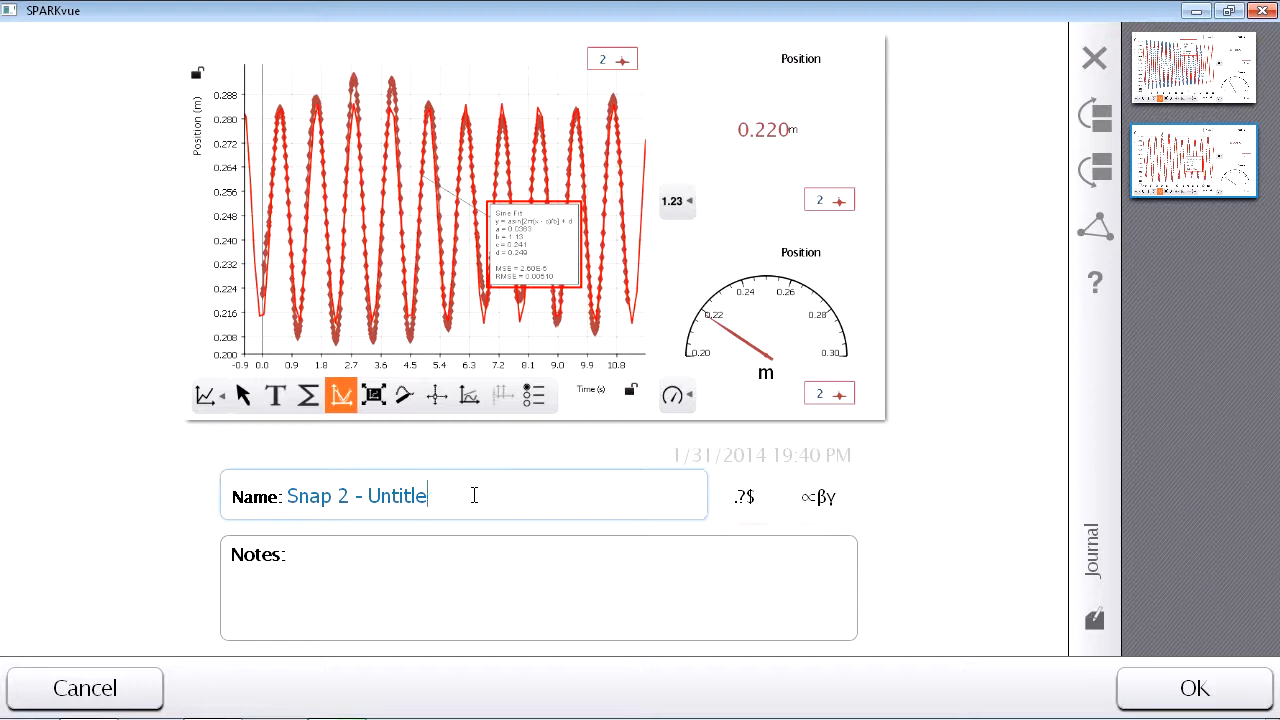 SPARKvue
2
Position
Position (m)
0.288
0.280
0.272
0.264
0.256
0.248
0.240
0.232
0.224
0.216
0.208
0.200
-0.9 0.0 0.9 1.8 2.7 3.6 4.5 5.4 6.3 7.2 8.1 9.0 9.9 10.8
Time (s)
Sine Fit
a = 0.0363
b = 1.13
c = 0.241
d = 0.249
MSE = 2.60E-5
RMSE = 0.00510
0.220m
1.23
2
Position
0.20 0.22 0.24 0.26 0.28 0.30
m
2
T Σ
1/31/2014 19:40 PM
Name: Snap 2 - Untitle
.?$ ∝βγ
Notes:
?
Journal
Cancel
OK